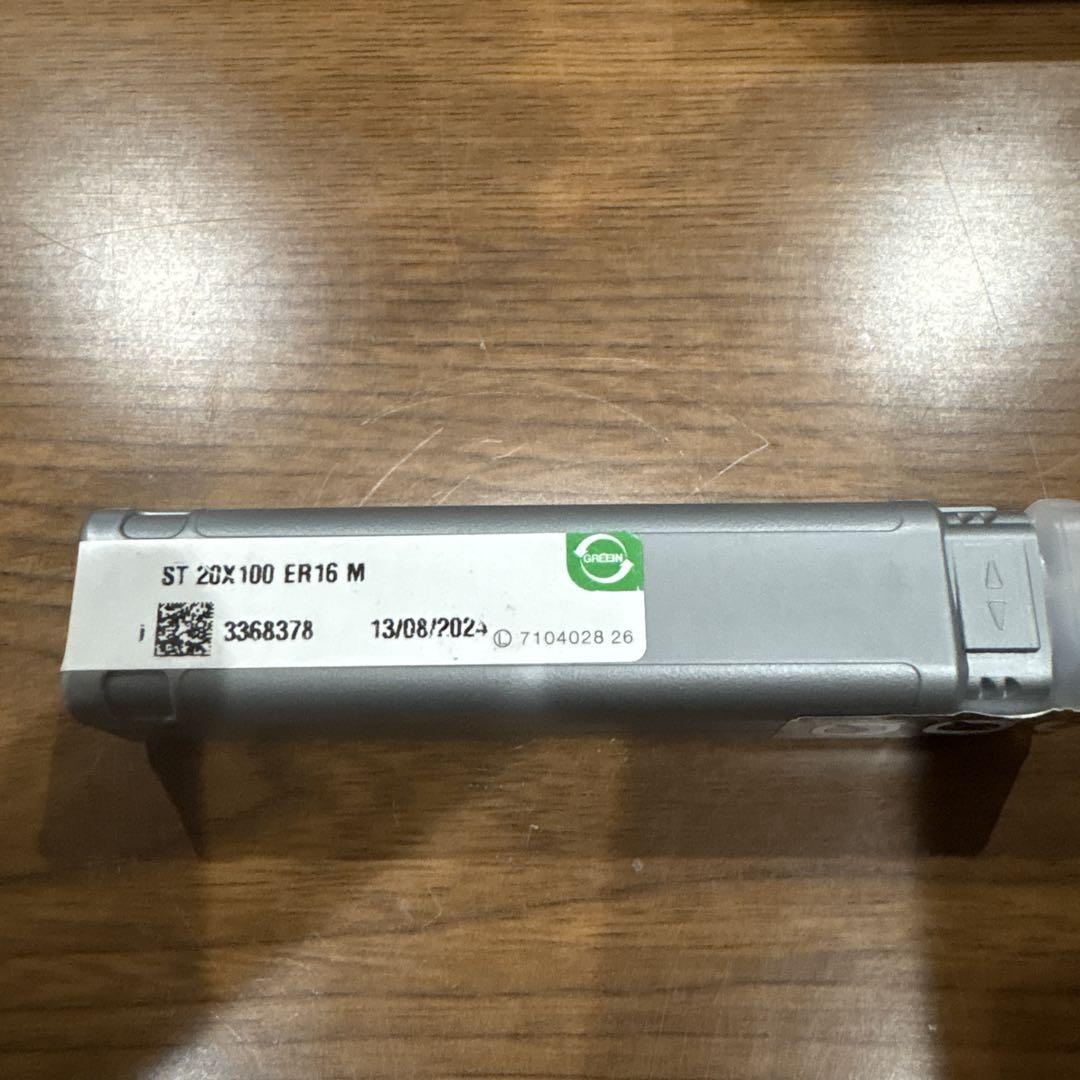 ST 20X100 ER16 M
GREEN
i 3368378 13/08/2024 Ⓛ 7104028 26